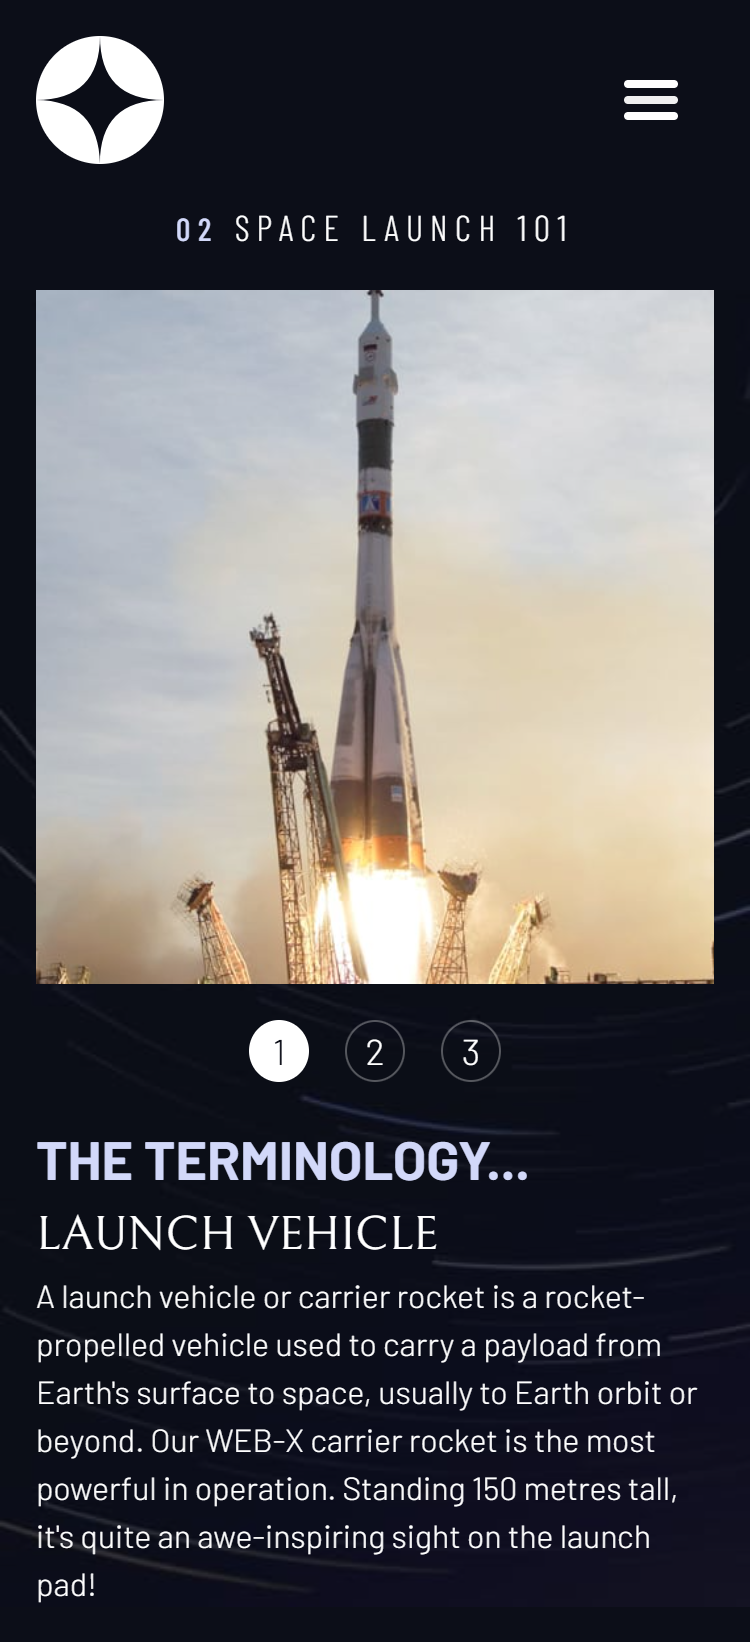 02 SPACE LAUNCH 101
1 2 3
THE TERMINOLOGY...
LAUNCH VEHICLE
A launch vehicle or carrier rocket is a rocket-
propelled vehicle used to carry a payload from
Earth's surface to space, usually to Earth orbit or
beyond. Our WEB-X carrier rocket is the most
powerful in operation. Standing 150 metres tall,
it's quite an awe-inspiring sight on the launch
pad!